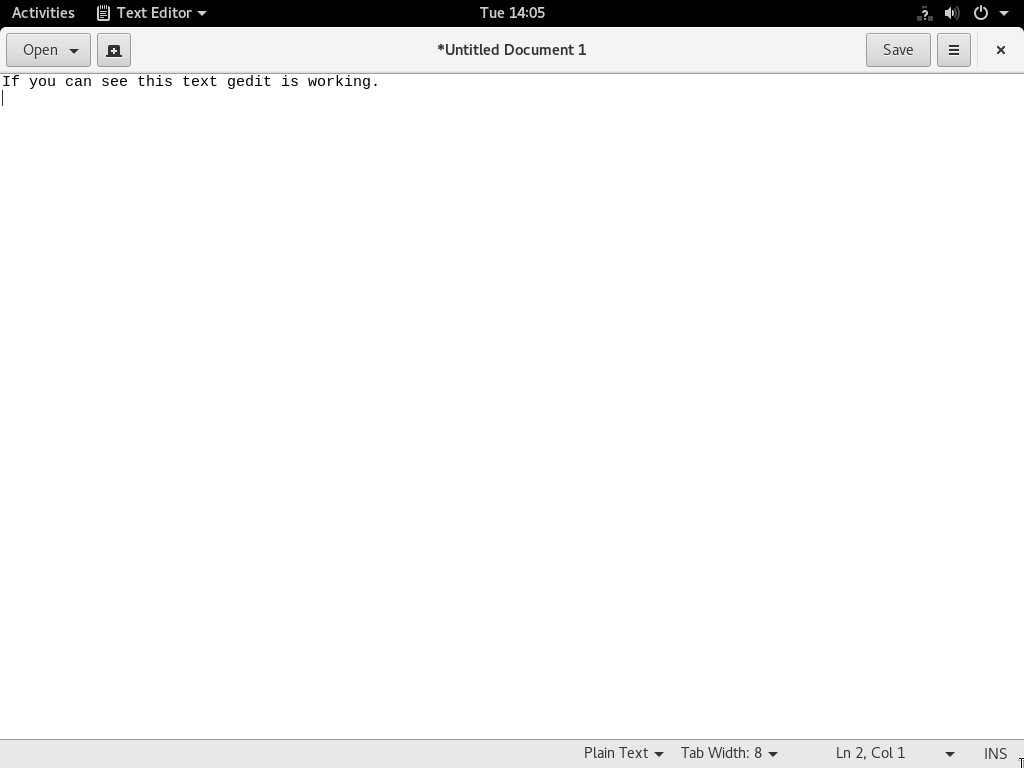 Activities Text Editor Tue 14:05
Open *Untitled Document 1 Save
If you can see this text gedit is working.
Plain Text Tab Width: 8 Ln 2, Col 1 INS